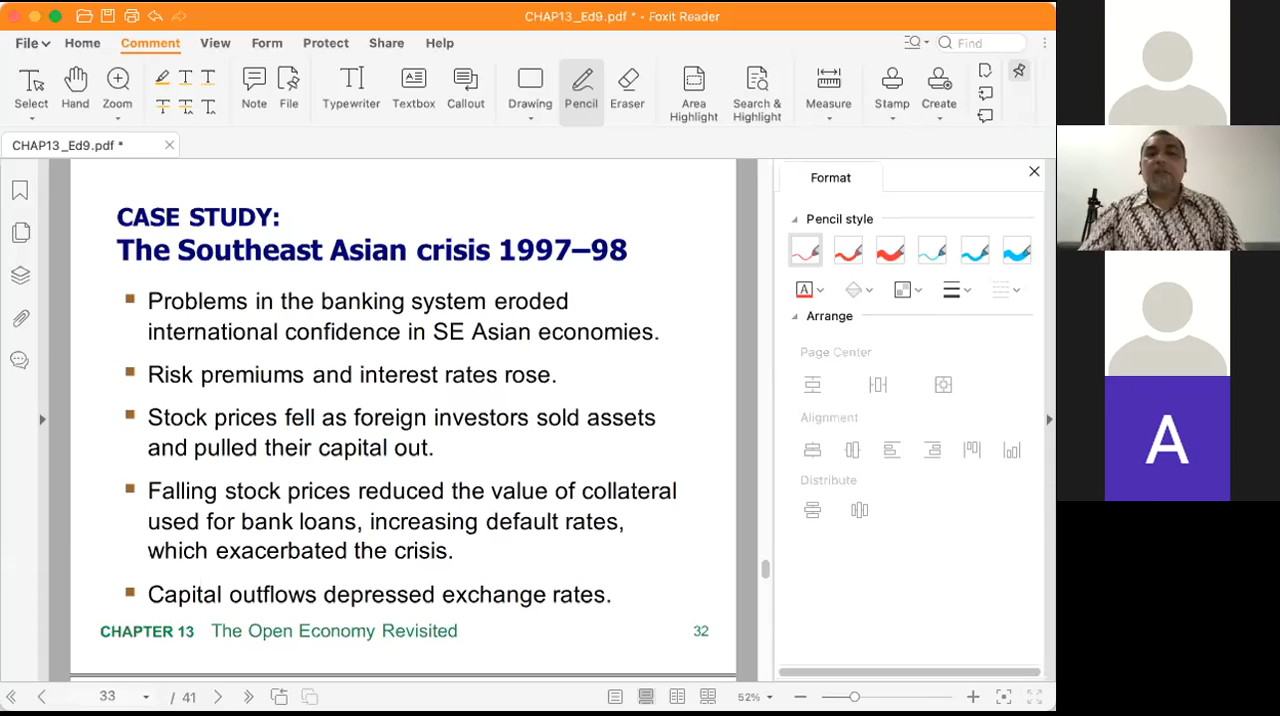 CHAP13_Ed9.pdf * - Foxit Reader
File Home Comment View Form Protect Share Help
Find
Select Hand Zoom Note File Typewriter Textbox Callout Drawing Pencil Eraser Area Highlight Search & Highlight Measure Stamp Create
CHAP13_Ed9.pdf *
CASE STUDY:
The Southeast Asian crisis 1997–98
Problems in the banking system eroded
international confidence in SE Asian economies.
Risk premiums and interest rates rose.
Stock prices fell as foreign investors sold assets
and pulled their capital out.
Falling stock prices reduced the value of collateral
used for bank loans, increasing default rates,
which exacerbated the crisis.
Capital outflows depressed exchange rates.
CHAPTER 13 The Open Economy Revisited 32
Format
Pencil style
Arrange
Page Center
Alignment
Distribute
A
33 / 41
52%